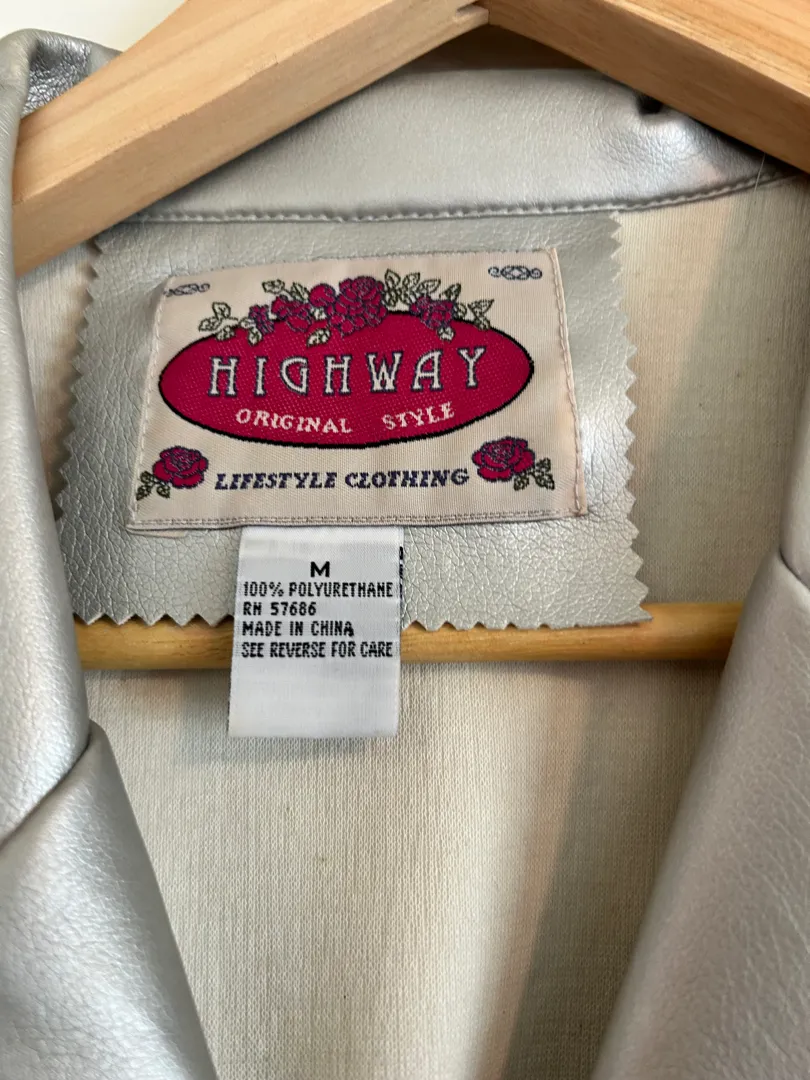 HIGHWAY
ORIGINAL STYLE
LIFESTYLE CLOTHING
M
100% POLYURETHANE
RN 57686
MADE IN CHINA
SEE REVERSE FOR CARE